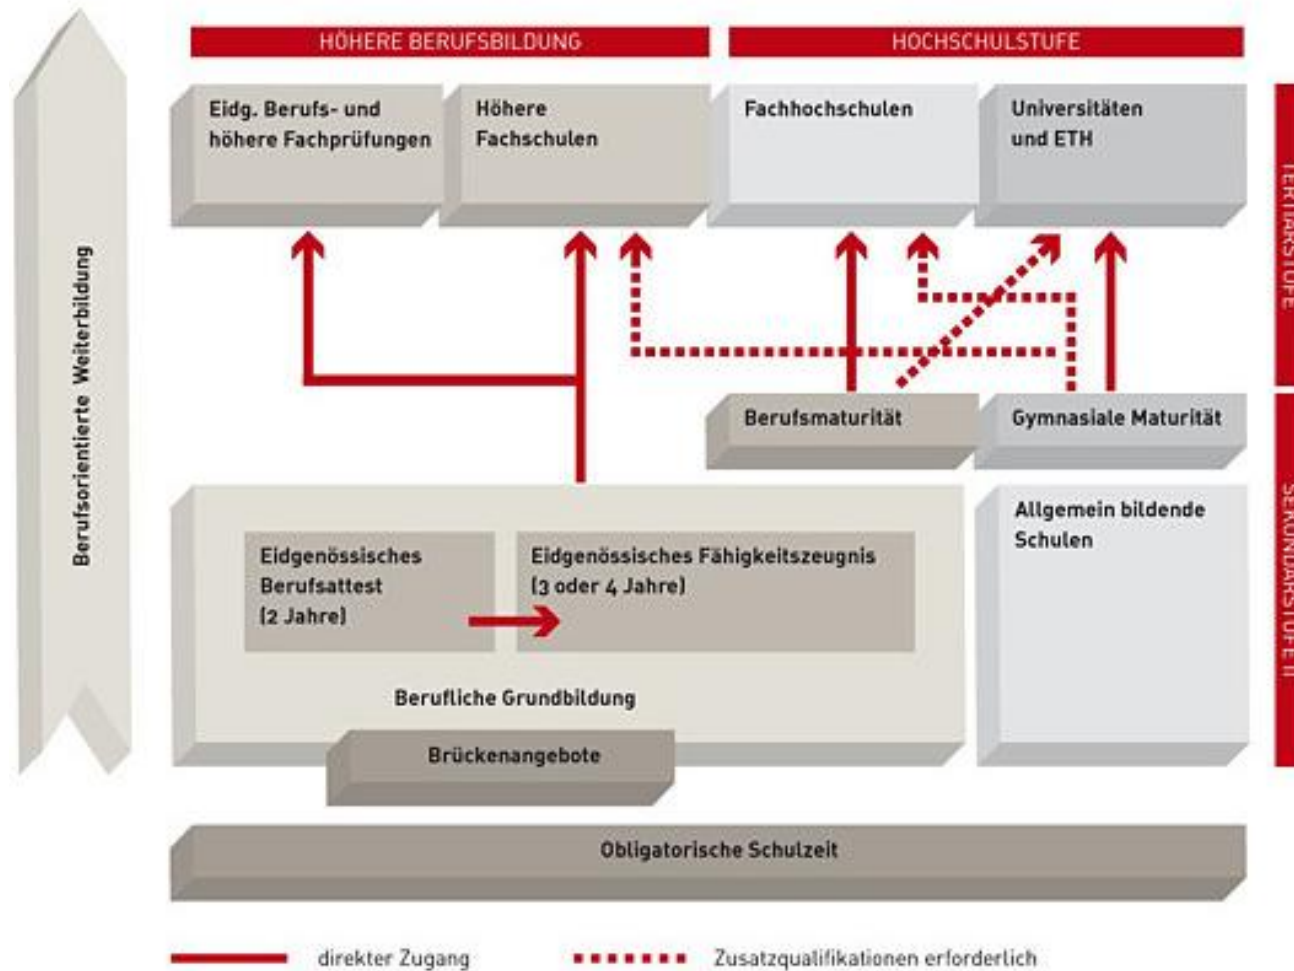 HÖHERE BERUFSBILDUNG
HOCHSCHULSTUFE
Eidg. Berufs- und
höhere Fachprüfungen
Höhere
Fachschulen
Fachhochschulen
Universitäten
und ETH
TERTIÄRSTUFE
Berufsorientierte Weiterbildung
Berufsmaturität
Gymnasiale Maturität
SEKUNDARSTUFE II
Allgemein bildende
Schulen
Eidgenössisches
Berufsattest
(2 Jahre)
Eidgenössisches Fähigkeitszeugnis
(3 oder 4 Jahre)
Berufliche Grundbildung
Brückenangebote
Obligatorische Schulzeit
direkter Zugang
Zusatzqualifikationen erforderlich